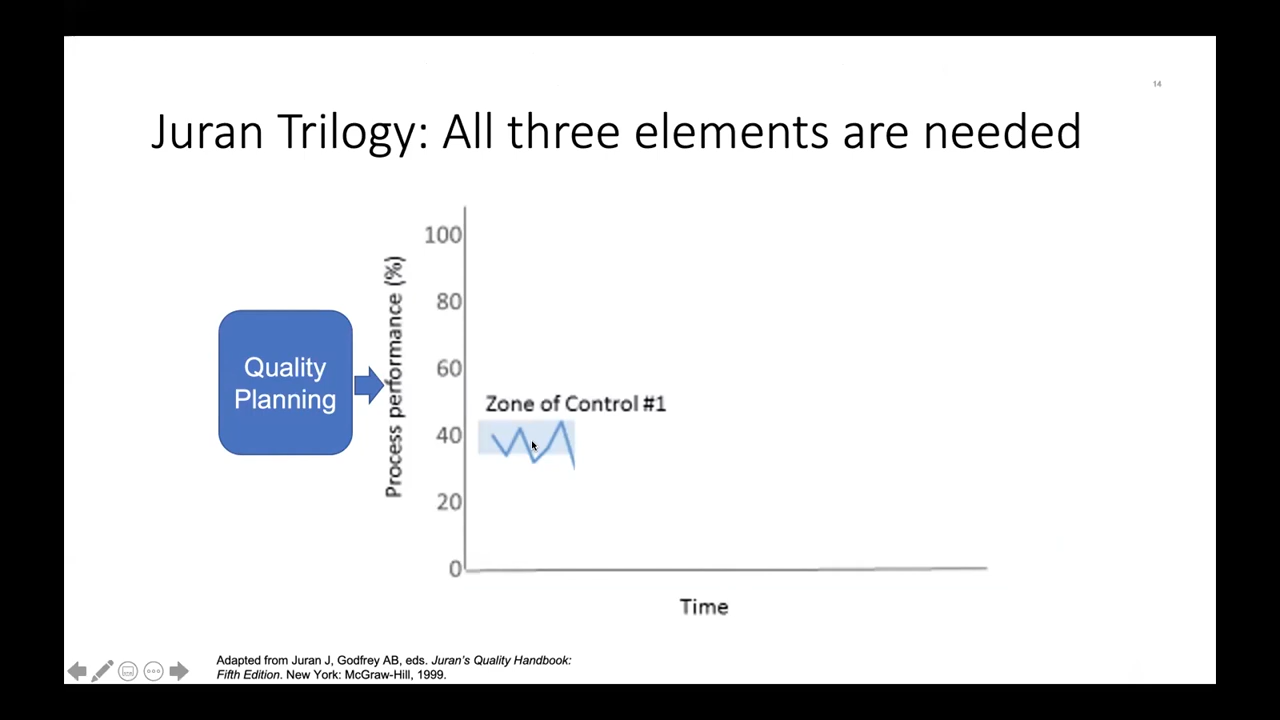 14
Juran Trilogy: All three elements are needed
Quality
Planning
Process performance (%)
100
80
60
40
20
0
Zone of Control #1
Time
Adapted from Juran J, Godfrey AB, eds. Juran's Quality Handbook:
Fifth Edition. New York: McGraw-Hill, 1999.